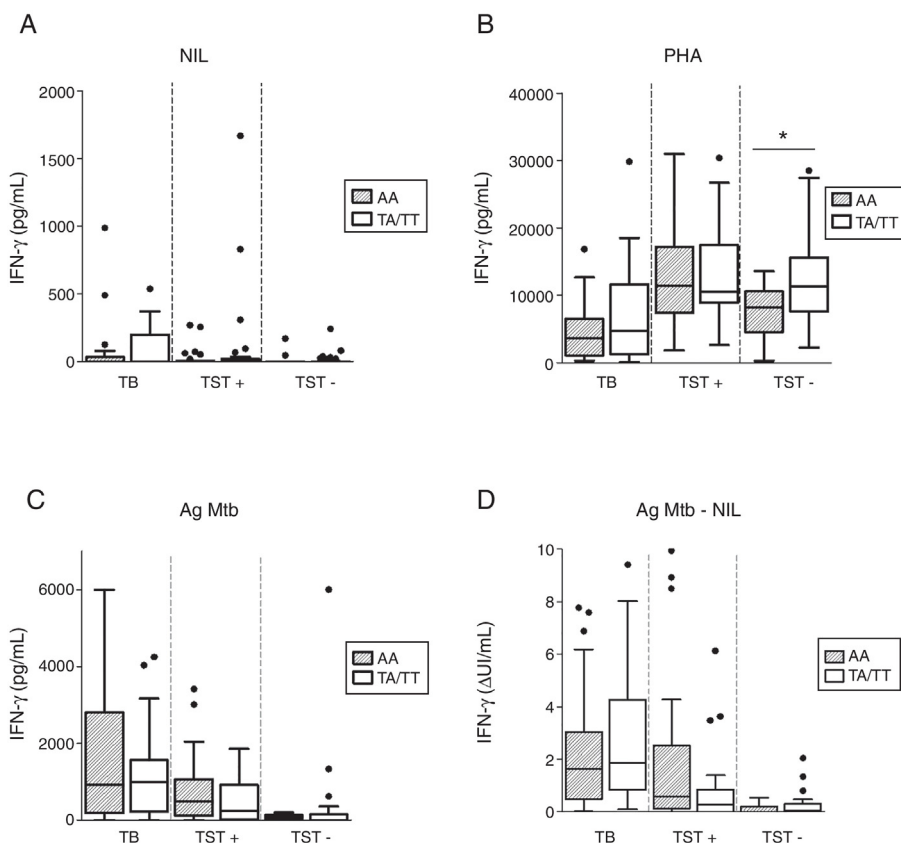 A
NIL
IFN-γ (pg/mL)
2000
1500
1000
500
0
TB
TST +
TST -
AA
TA/TT
B
PHA
IFN-γ (pg/mL)
40000
30000
20000
10000
0
*
TB
TST +
TST -
AA
TA/TT
C
Ag Mtb
IFN-γ (pg/mL)
6000
4000
2000
0
TB
TST +
TST -
AA
TA/TT
D
Ag Mtb - NIL
IFN-γ (ΔUI/mL)
10
8
6
4
2
0
TB
TST +
TST -
AA
TA/TT